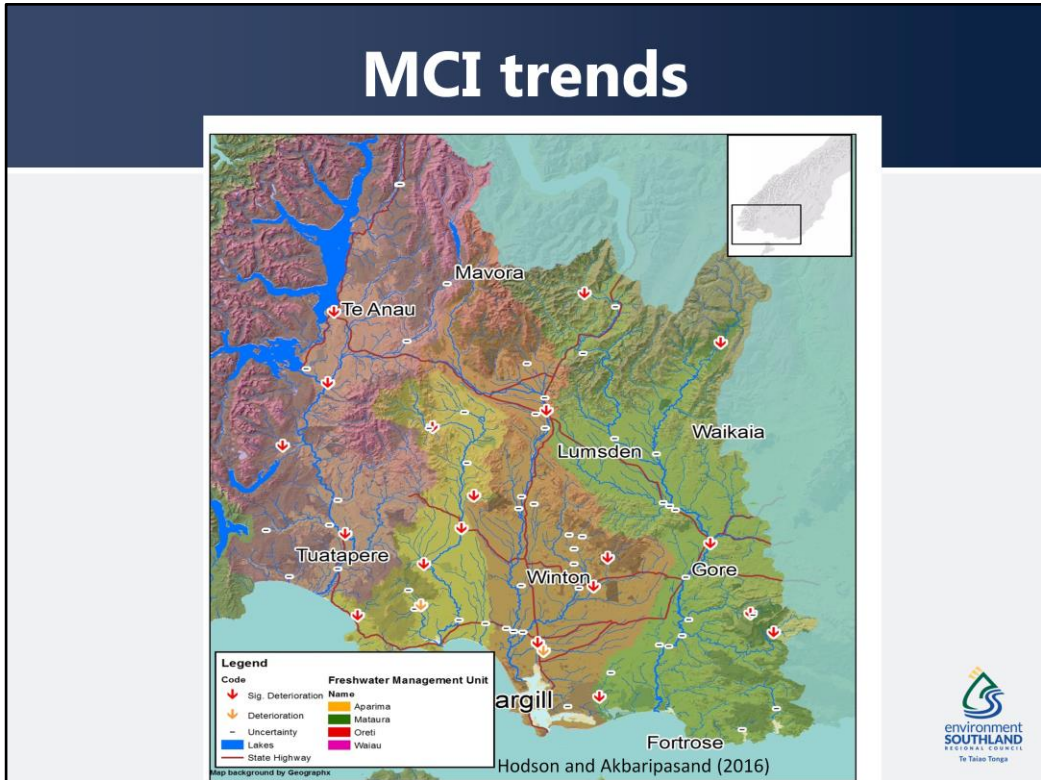 MCI trends
Mavora
Te Anau
Waikaia
Lumsden
Tuatapere
Winton
Gore
argill
Fortrose
Legend
Code
Sig. Deterioration
Deterioration
Uncertainty
Lakes
State Highway
Freshwater Management Unit
Name
Aparima
Mataura
Oreti
Waiau
Map background by Geographx
Hodson and Akbaripasand (2016)
environment
SOUTHLAND
REGIONAL COUNCIL
Te Taiao Tonga